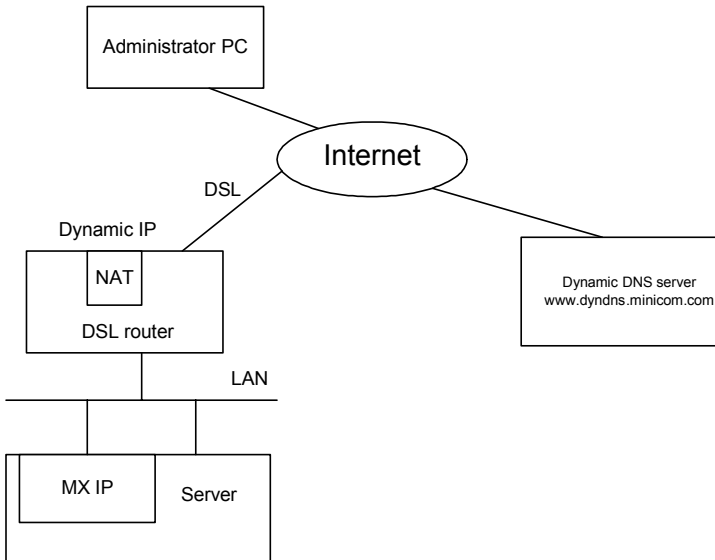 Administrator PC
Internet
DSL
Dynamic IP
NAT
DSL router
Dynamic DNS server
www.dyndns.minicom.com
LAN
MX IP
Server